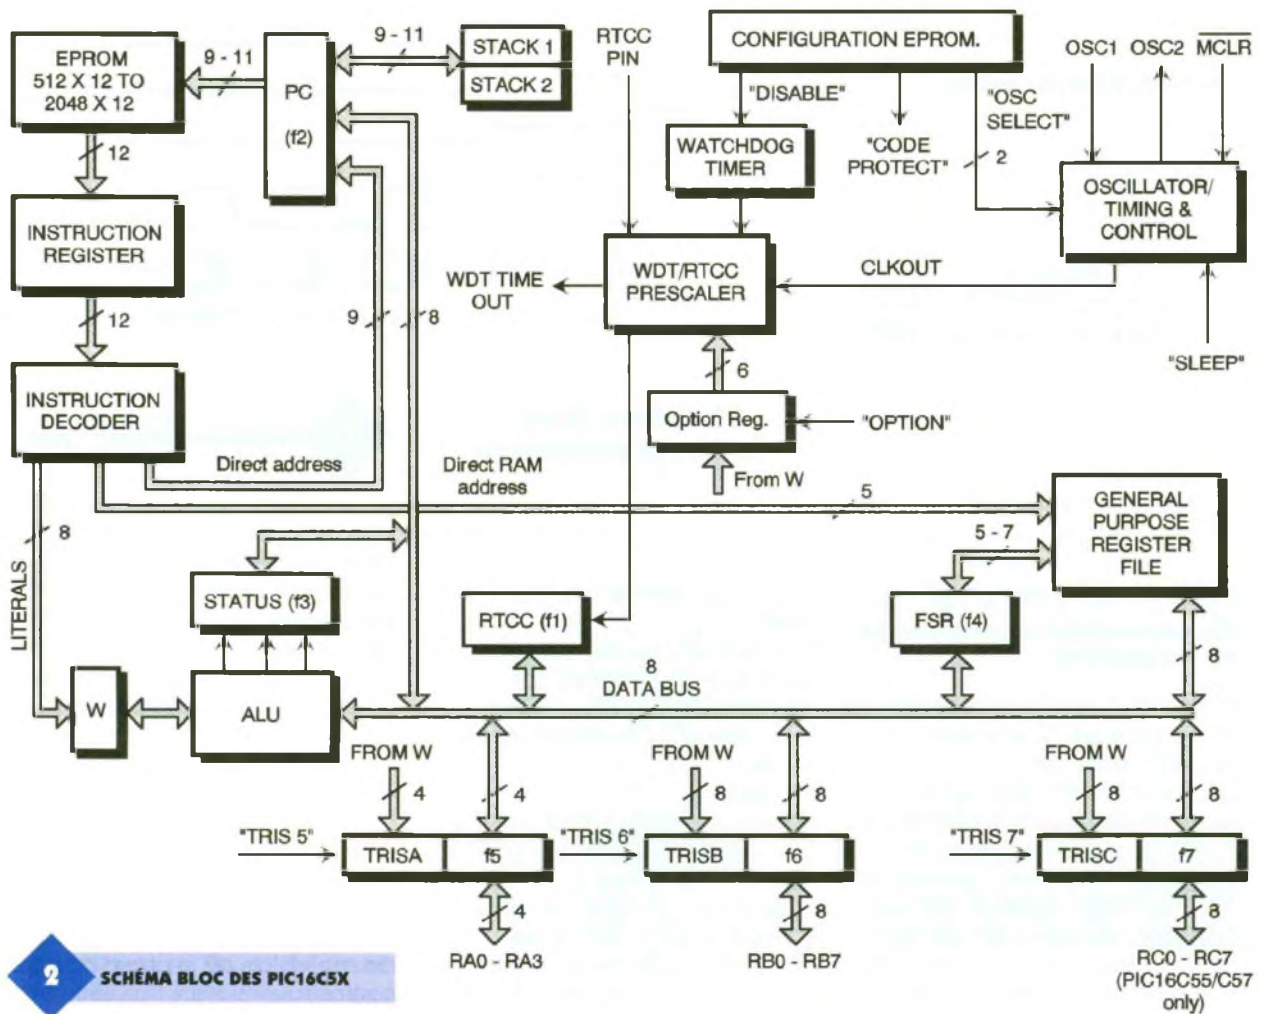 EPROM
512 X 12 TO
2048 X 12
9 - 11
PC
(f2)
9 - 11
STACK 1
STACK 2
RTCC
PIN
CONFIGURATION EPROM.
OSC1
OSC2
MCLR
"DISABLE"
"CODE
PROTECT"
"OSC
SELECT"
2
WATCHDOG
TIMER
OSCILLATOR/
TIMING &
CONTROL
12
INSTRUCTION
REGISTER
WDT TIME
OUT
WDT/RTCC
PRESCALER
CLKOUT
"SLEEP"
12
9
8
6
INSTRUCTION
DECODER
Option Reg.
"OPTION"
From W
Direct address
Direct RAM
address
5
GENERAL
PURPOSE
REGISTER
FILE
8
LITERALS
5 - 7
STATUS (f3)
RTCC (f1)
FSR (f4)
8
W
ALU
8
DATA BUS
FROM W
4
4
FROM W
8
8
FROM W
8
8
"TRIS 5"
TRISA
f5
"TRIS 6"
TRISB
f6
"TRIS 7"
TRISC
f7
4
8
8
RA0 - RA3
RB0 - RB7
RC0 - RC7
(PIC16C55/C57
only)
2
SCHÉMA BLOC DES PIC16C5X